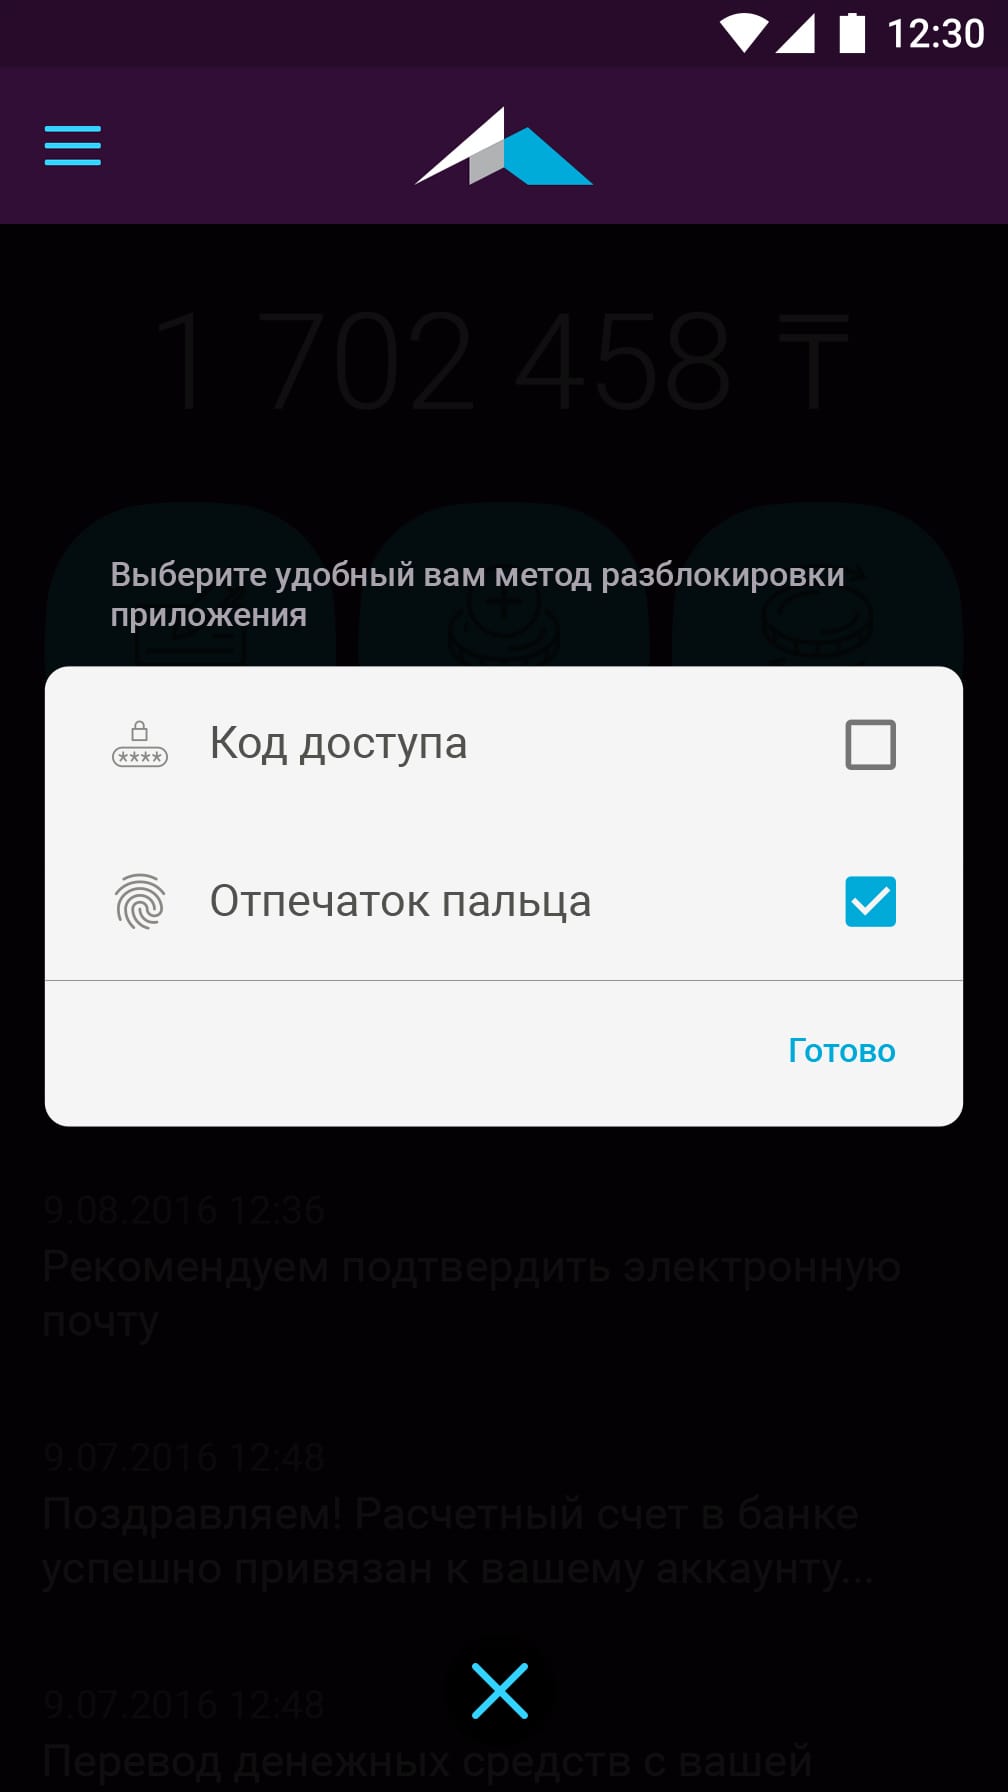 12:30
1 702 458 ₸
Выберите удобный вам метод разблокировки
приложения
Код доступа
****
Отпечаток пальца
Готово
9.08.2016 12:36
Рекомендуем подтвердить электронную
почту
9.07.2016 12:48
Поздравляем! Расчетный счет в банке
успешно привязан к вашему аккаунту...
9.07.2016 12:48
Перевод денежных средств с вашей